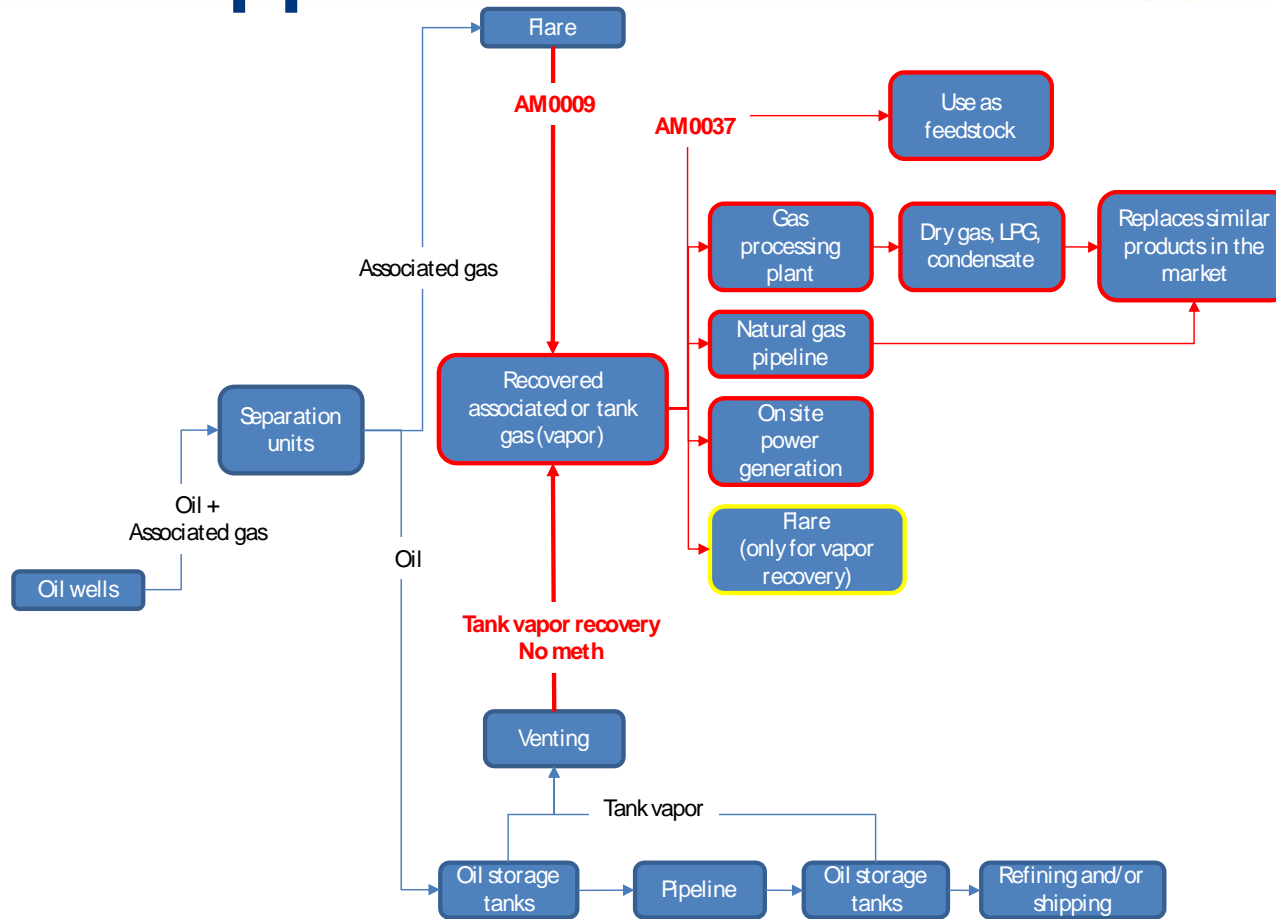 Flare
AM0009
AM0037
Use as
feedstock
Associated gas
Gas
processing
plant
Dry gas, LPG,
condensate
Replaces similar
products in the
market
Natural gas
pipeline
Recovered
associated or tank
gas (vapor)
Separation
units
On site
power
generation
Oil +
Associated gas
Oil
Flare
(only for vapor
recovery)
Oil wells
Tank vapor recovery
No meth
Venting
Tank vapor
Oil storage
tanks
Pipeline
Oil storage
tanks
Refining and/or
shipping